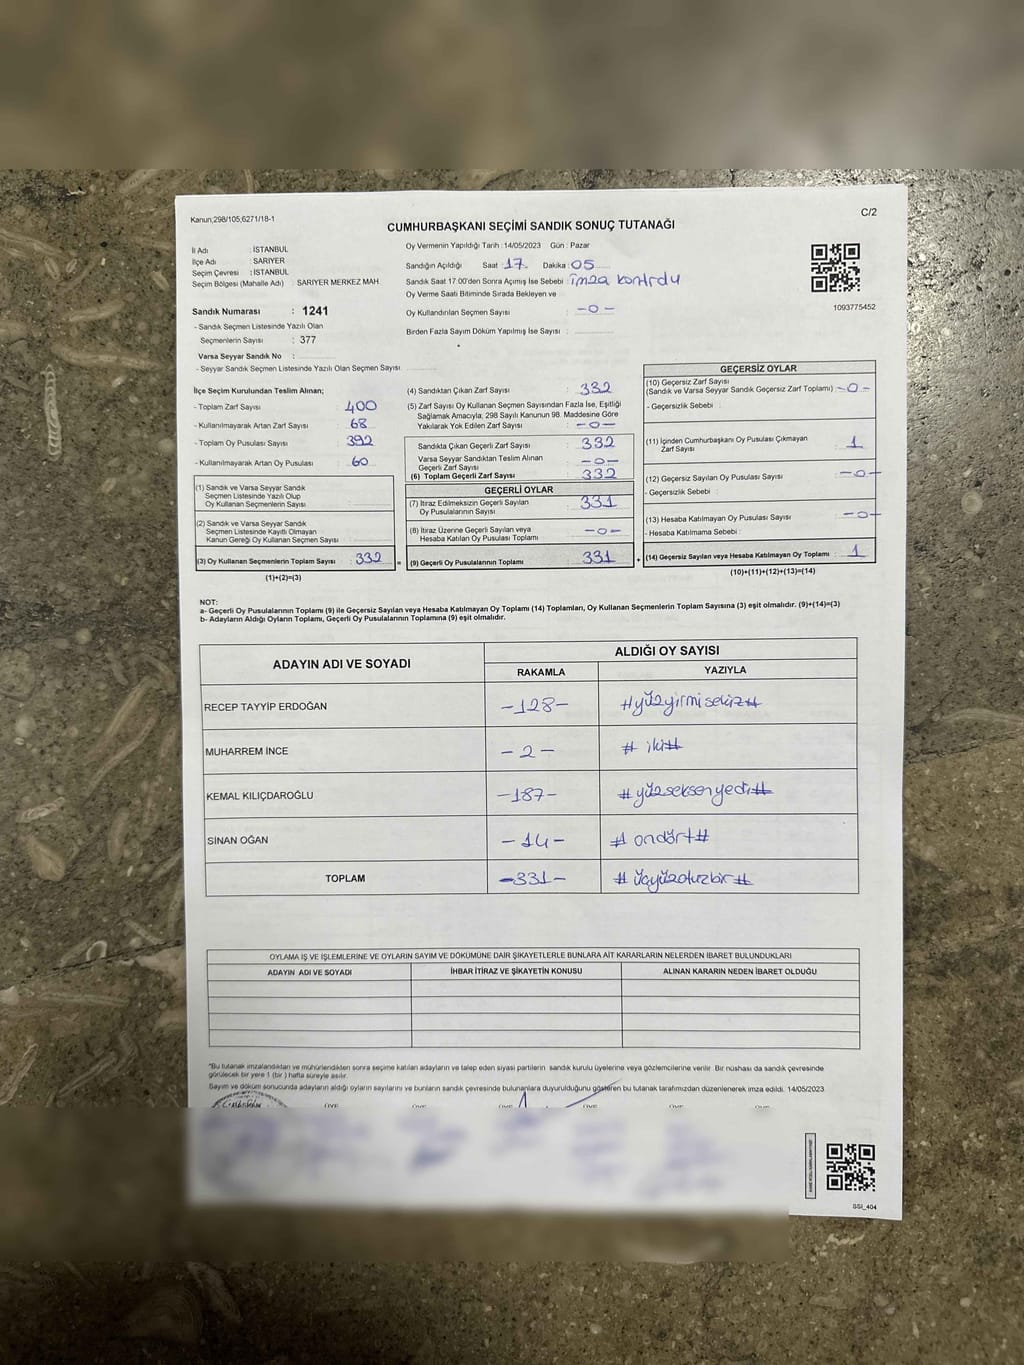 Kanun;298/105;6271/18-1
C/2
CUMHURBAŞKANI SEÇİMİ SANDIK SONUÇ TUTANAĞI
İl Adı : İSTANBUL
İlçe Adı : SARIYER
Seçim Çevresi : İSTANBUL
Seçim Bölgesi (Mahalle Adı) SARIYER MERKEZ MAH.
Sandık Numarası : 1241
- Sandık Seçmen Listesinde Yazılı Olan
Seçmenlerin Sayısı : 377
Varsa Seyyar Sandık No :
- Seyyar Sandık Seçmen Listesinde Yazılı Olan Seçmen Sayısı
Oy Vermenin Yapıldığı Tarih : 14/05/2023 Gün : Pazar
Sandığın Açıldığı Saat : 17 Dakika : 05
Sandık Saat 17.00'den Sonra Açımış İse Sebebi : imza kontrolu
Oy Verme Saati Bitiminde Sırada Bekleyen ve
Oy Kullandırılan Seçmen Sayısı : -0-
Birden Fazla Sayım Döküm Yapılmış İse Sayısı :
1093775452
İlçe Seçim Kurulundan Teslim Alınan;
- Toplam Zarf Sayısı : 400
- Kullanılmayarak Artan Zarf Sayısı : 68
- Toplam Oy Pusulası Sayısı : 392
- Kullanılmayarak Artan Oy Pusulası : 60
(1) Sandık ve Varsa Seyyar Sandık
Seçmen Listesinde Yazılı Olup
Oy Kullanan Seçmenlerin Sayısı :
(2) Sandık ve Varsa Seyyar Sandık
Seçmen Listesinde Kayıtlı Olmayan
Kanun Gereği Oy Kullanan Seçmen Sayısı :
(3) Oy Kullanan Seçmenlerin Toplam Sayısı : 332
(1)+(2)=(3)
=
(4) Sandıktan Çıkan Zarf Sayısı : 332
(5) Zarf Sayısı Oy Kullanan Seçmen Sayısından Fazla İse, Eşitliği
Sağlamak Amacıyla; 298 Sayılı Kanunun 98. Maddesine Göre
Yakılarak Yok Edilen Zarf Sayısı : -0-
Sandıkta Çıkan Geçerli Zarf Sayısı : 332
Varsa Seyyar Sandıktan Teslim Alınan
Geçerli Zarf Sayısı : -0-
(6) Toplam Geçerli Zarf Sayısı : 332
GEÇERLİ OYLAR
(7) İtiraz Edilmeksizin Geçerli Sayılan
Oy Pusulalarının Sayısı : 331
(8) İtiraz Üzerine Geçerli Sayılan veya
Hesaba Katılan Oy Pusulası Toplamı : -0-
(9) Geçerli Oy Pusulalarının Toplamı : 331
+
GEÇERSİZ OYLAR
(10) Geçersiz Zarf Sayısı
(Sandık ve Varsa Seyyar Sandık Geçersiz Zarf Toplamı) : -0-
- Geçersizlik Sebebi :
(11) İçinden Cumhurbaşkanı Oy Pusulası Çıkmayan
Zarf Sayısı : 1
(12) Geçersiz Sayılan Oy Pusulası Sayısı : -0-
- Geçersizlik Sebebi :
(13) Hesaba Katılmayan Oy Pusulası Sayısı : -0-
- Hesaba Katılmama Sebebi :
(14) Geçersiz Sayılan veya Hesaba Katılmayan Oy Toplamı : 1
(10)+(11)+(12)+(13)=(14)
NOT:
a- Geçerli Oy Pusulalarının Toplamı (9) ile Geçersiz Sayılan veya Hesaba Katılmayan Oy Toplamı (14) Toplamları, Oy Kullanan Seçmenlerin Toplam Sayısına (3) eşit olmalıdır. (9)+(14)=(3)
b- Adayların Aldığı Oyların Toplamı, Geçerli Oy Pusulalarının Toplamına (9) eşit olmalıdır.
ADAYIN ADI VE SOYADI
ALDIĞI OY SAYISI
RAKAMLA YAZIYLA
RECEP TAYYİP ERDOĞAN -128- #yüzyirmisekiz#
MUHARREM İNCE -2- #iki#
KEMAL KILIÇDAROĞLU -187- #yüzseksenyedi#
SİNAN OĞAN -14- #ondört#
TOPLAM -331- #üçyüzotuzbir#
OYLAMA İŞ VE İŞLEMLERİNE VE OYLARIN SAYIM VE DÖKÜMÜNE DAİR ŞİKAYETLERLE BUNLARA AİT KARARLARIN NELERDEN İBARET BULUNDUKLARI
ADAYIN ADI VE SOYADI İHBAR İTİRAZ VE ŞİKAYETİN KONUSU ALINAN KARARIN NEDEN İBARET OLDUĞU
"Bu tutanak imzalandıktan ve mühürlendikten sonra seçime katılan adayların ve talep eden siyasi partilerin sandık kurulu üyelerine veya gözlemcilerine verilir. Bir nüshası da sandık çevresinde
görülecek bir yere 1 (bir ) hafta süreyle asılır.
Sayım ve döküm sonucunda adayların aldığı oyların sayılarını ve bunların sandık çevresinde bulunanlara duyurulduğunu gösteren bu tutanak tarafımızdan düzenlenerek imza edildi. 14/05/2023
ÜYE ÜYE ÜYE ÜYE ÜYE ÜYE
SSI_404